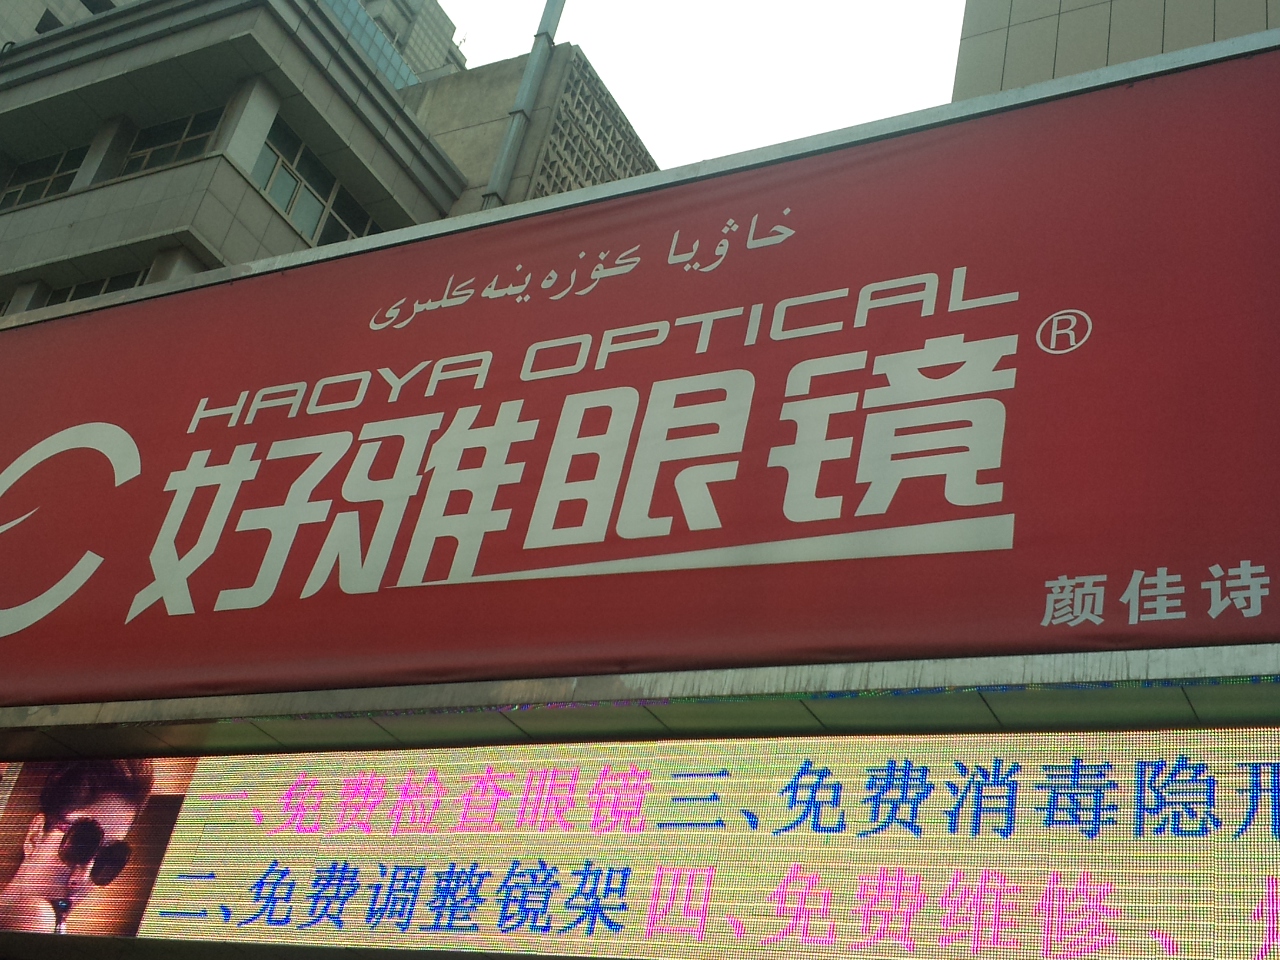 خاۋيا كۆزەينەكلىرى
HAOYA OPTICAL
好雅眼镜®
颜佳诗
一、免费检查眼镜 三、免费消毒隐形
二、免费调整镜架 四、免费维修、